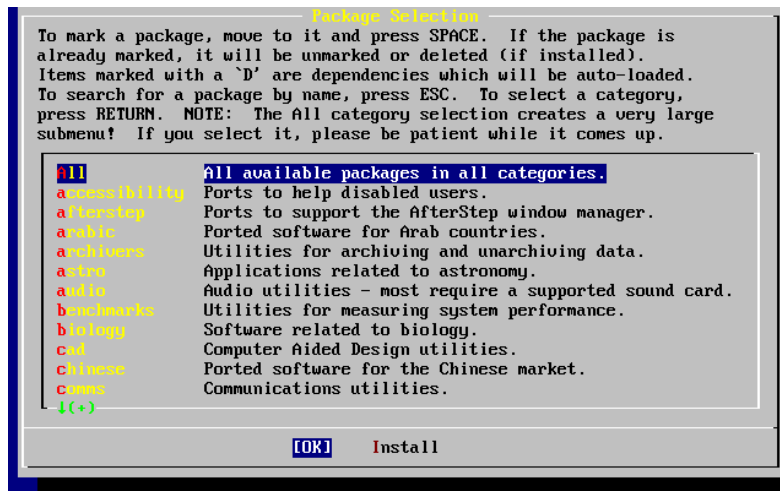 Package Selection
To mark a package, move to it and press SPACE.  If the package is
already marked, it will be unmarked or deleted (if installed).
Items marked with a `D' are dependencies which will be auto-loaded.
To search for a package by name, press ESC.  To select a category,
press RETURN.  NOTE:  The All category selection creates a very large
submenu!  If you select it, please be patient while it comes up.
All All available packages in all categories.
accessibility Ports to help disabled users.
afterstep Ports to support the AfterStep window manager.
arabic Ported software for Arab countries.
archivers Utilities for archiving and unarchiving data.
astro Applications related to astronomy.
audio Audio utilities - most require a supported sound card.
benchmarks Utilities for measuring system performance.
biology Software related to biology.
cad Computer Aided Design utilities.
chinese Ported software for the Chinese market.
comms Communications utilities.
↓(+)
[OK] Install